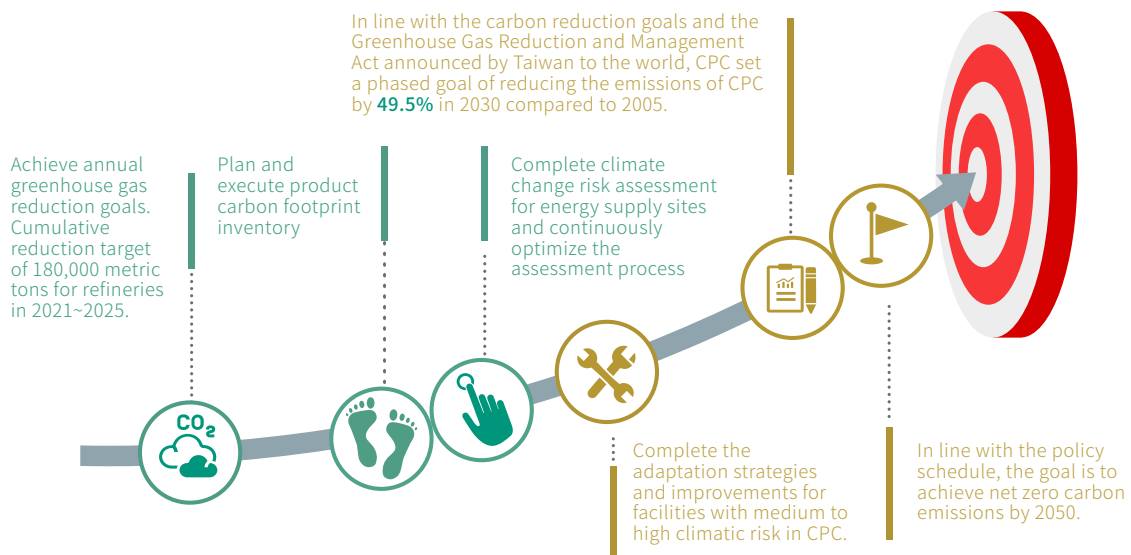 In line with the carbon reduction goals and the
Greenhouse Gas Reduction and Management
Act announced by Taiwan to the world, CPC set
a phased goal of reducing the emissions of CPC
by 49.5% in 2030 compared to 2005.
Achieve annual
greenhouse gas
reduction goals.
Cumulative
reduction target
of 180,000 metric
tons for refineries
in 2021~2025.
Plan and
execute product
carbon footprint
inventory
Complete climate
change risk assessment
for energy supply sites
and continuously
optimize the
assessment process
CO2
Complete the
adaptation strategies
and improvements for
facilities with medium to
high climatic risk in CPC.
In line with the policy
schedule, the goal is to
achieve net zero carbon
emissions by 2050.